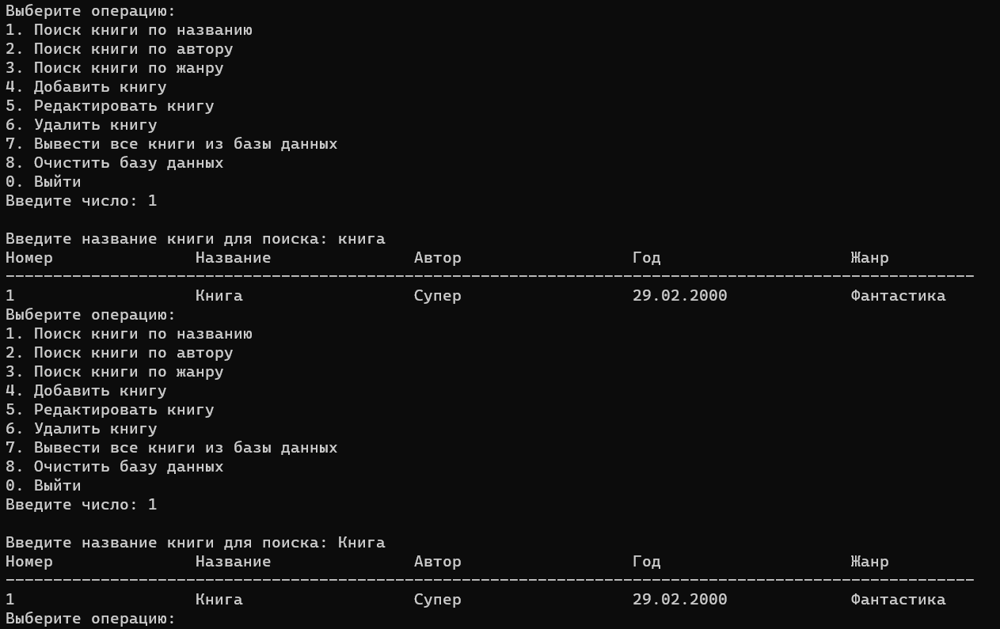 Выберите операцию:
1. Поиск книги по названию
2. Поиск книги по автору
3. Поиск книги по жанру
4. Добавить книгу
5. Редактировать книгу
6. Удалить книгу
7. Вывести все книги из базы данных
8. Очистить базу данных
0. Выйти
Введите число: 1
Введите название книги для поиска: книга
Номер Название Автор Год Жанр
------------------------------------------------------------------------------------------------------
1 Книга Супер 29.02.2000 Фантастика
Выберите операцию:
1. Поиск книги по названию
2. Поиск книги по автору
3. Поиск книги по жанру
4. Добавить книгу
5. Редактировать книгу
6. Удалить книгу
7. Вывести все книги из базы данных
8. Очистить базу данных
0. Выйти
Введите число: 1
Введите название книги для поиска: Книга
Номер Название Автор Год Жанр
------------------------------------------------------------------------------------------------------
1 Книга Супер 29.02.2000 Фантастика
Выберите операцию: